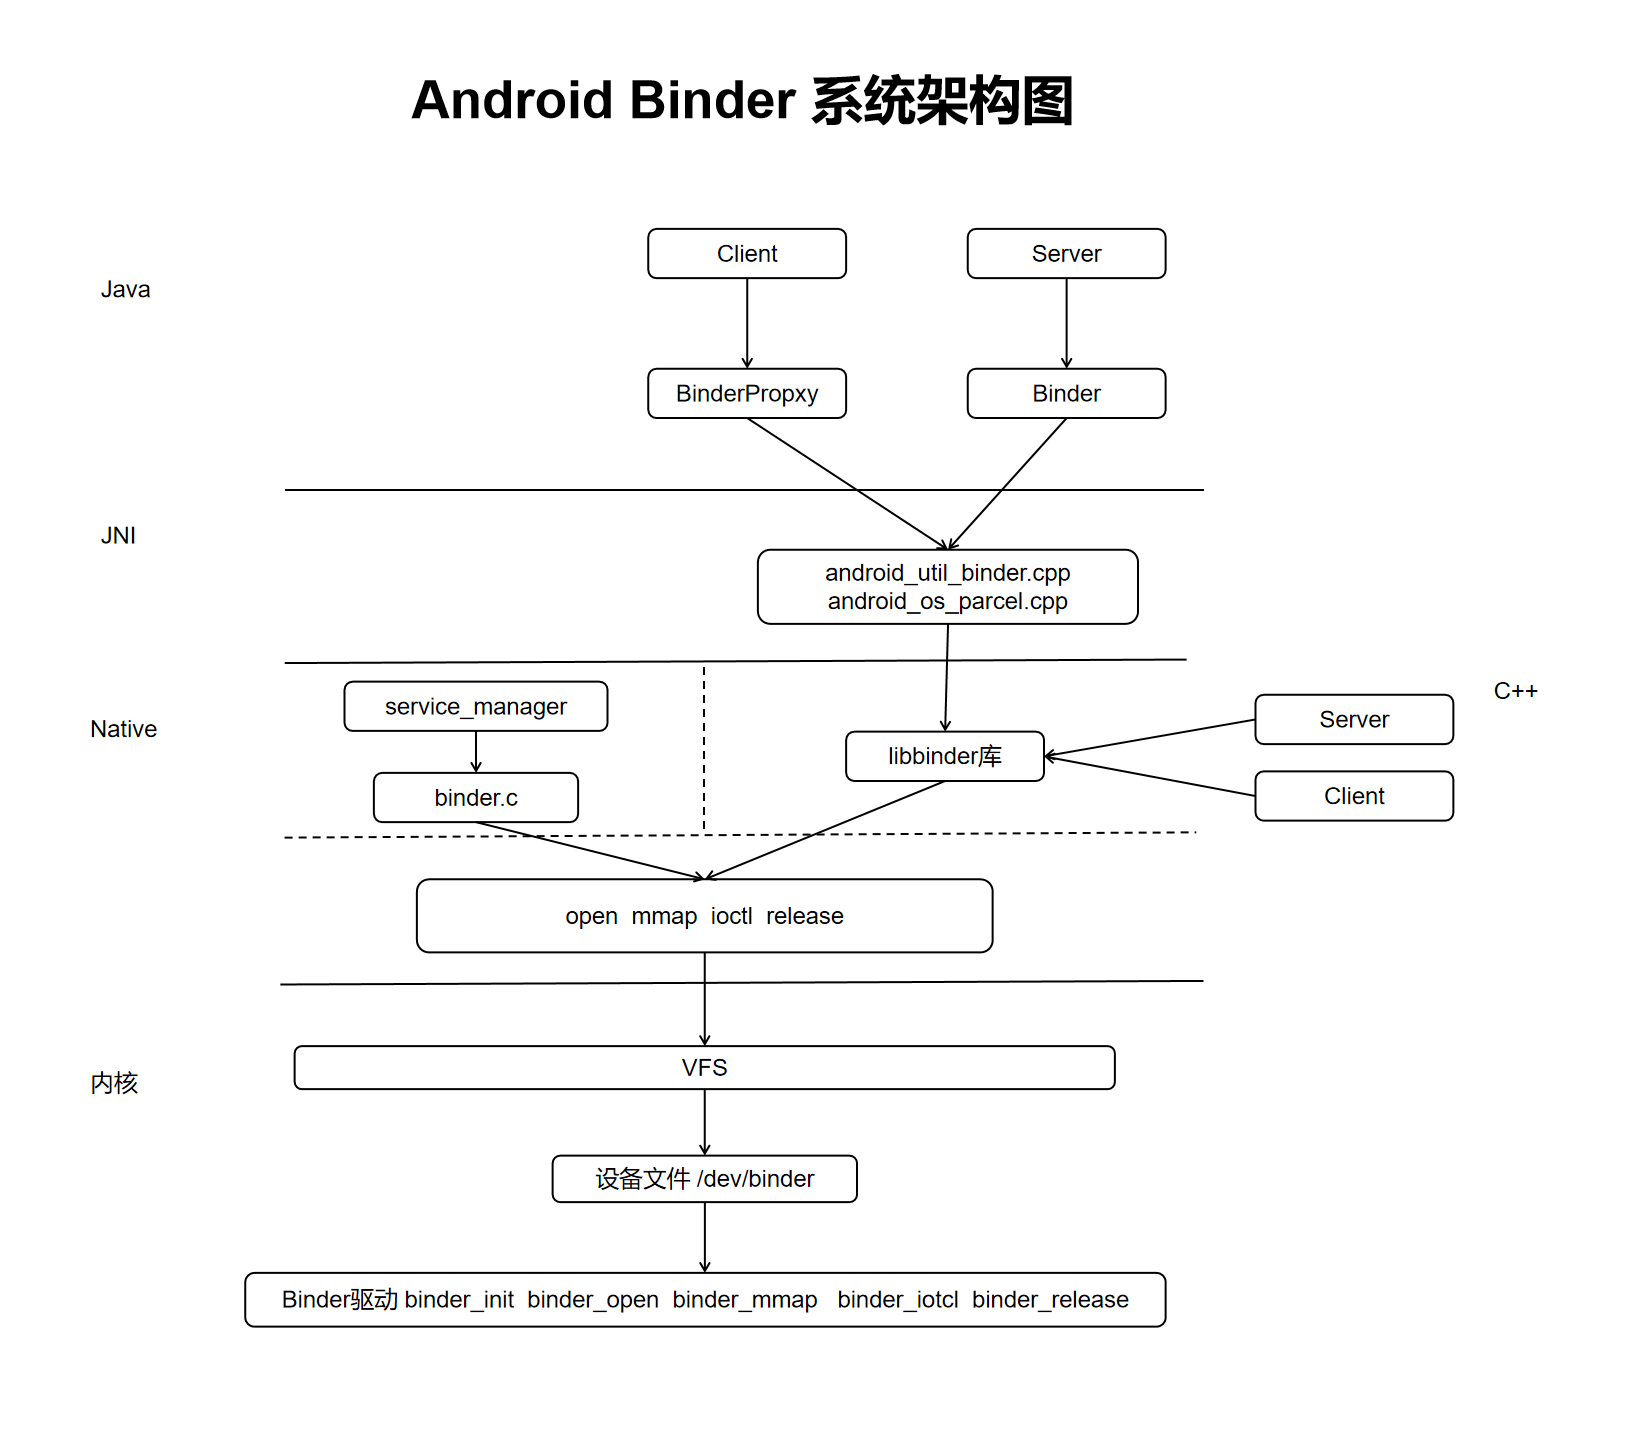 Android Binder 系统架构图
Client
Server
Java
BinderPropxy
Binder
JNI
android_util_binder.cpp
android_os_parcel.cpp
service_manager
C++
Server
Native
libbinder库
binder.c
Client
open  mmap  ioctl  release
VFS
内核
设备文件 /dev/binder
Binder驱动 binder_init  binder_open  binder_mmap   binder_iotcl  binder_release